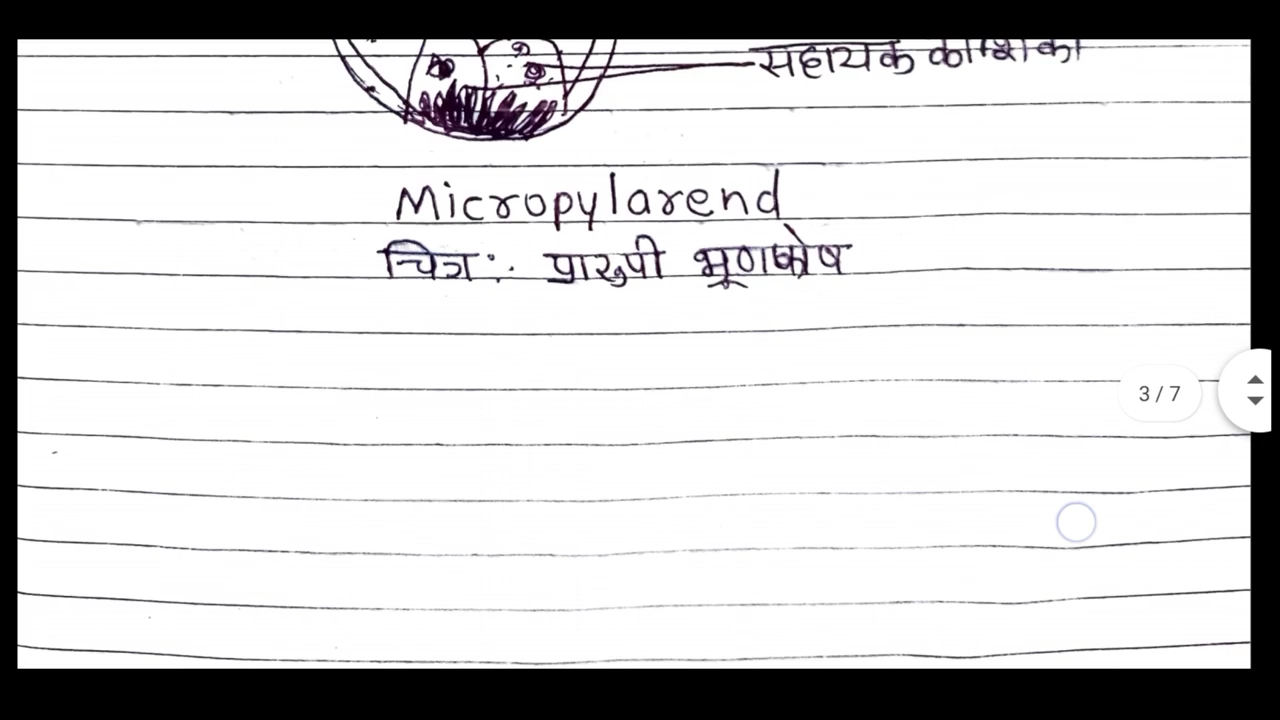 सहायक कोशिका
Micropylarend
चित्र:- प्रारुपी भ्रूणकोष
3 / 7